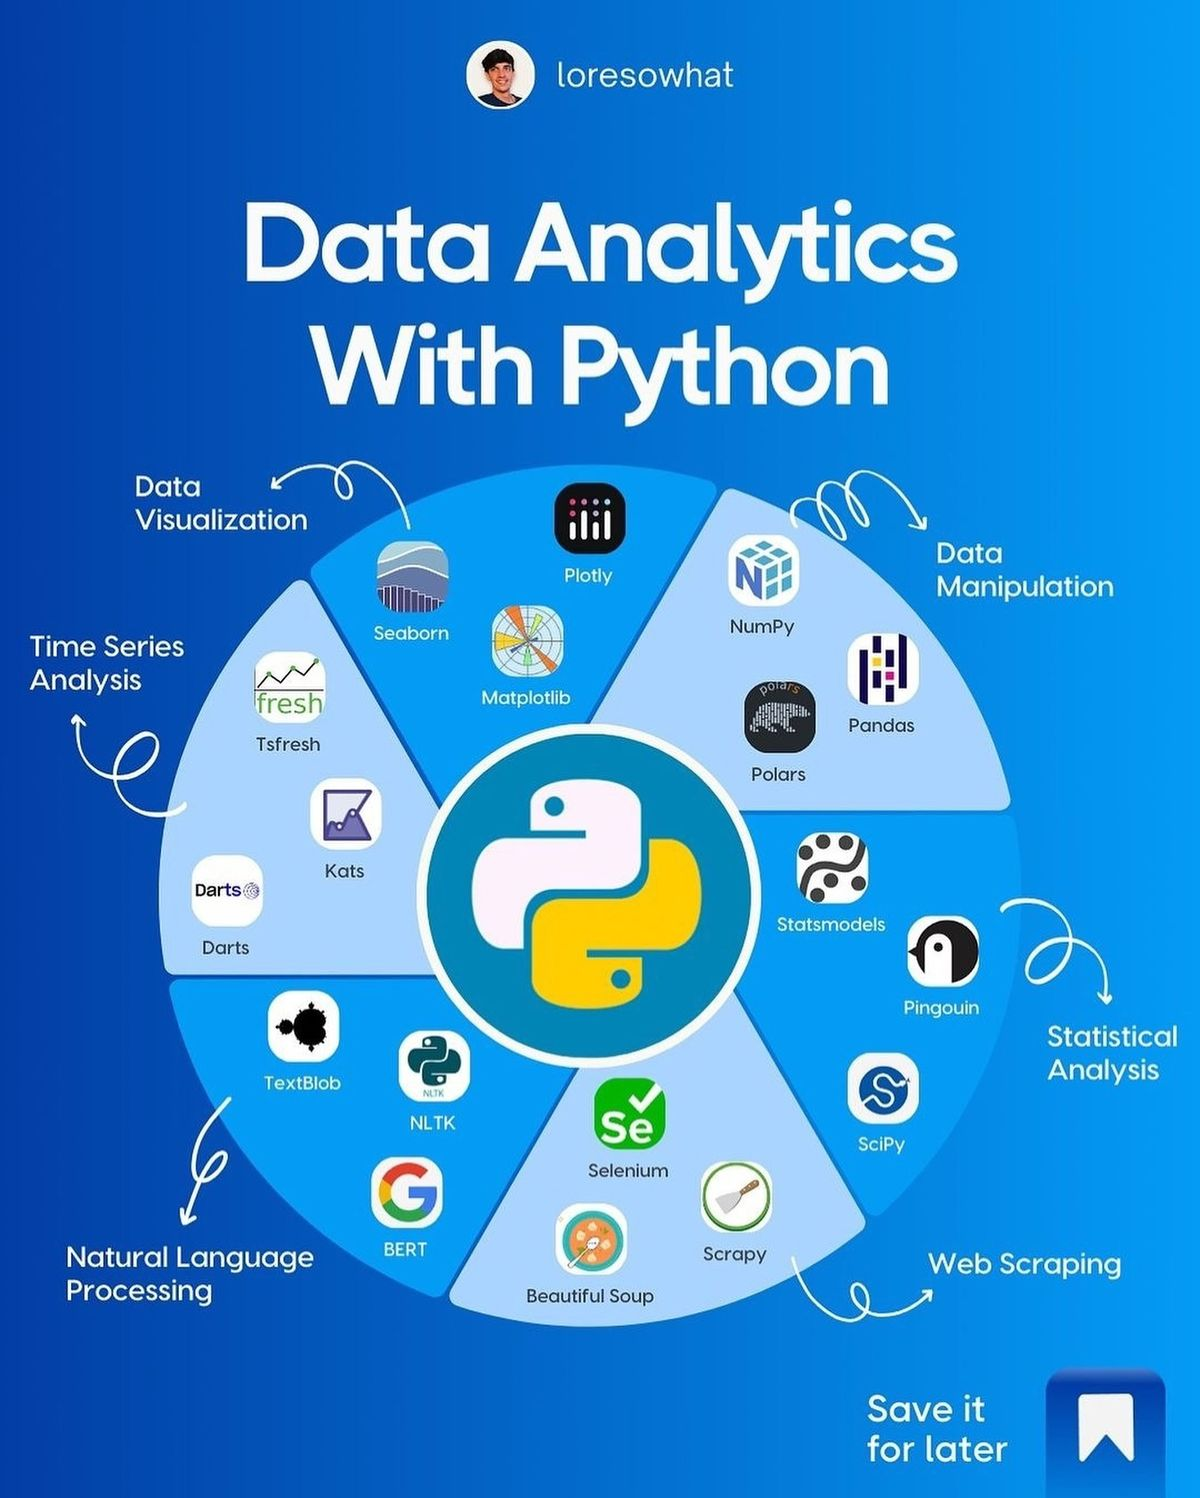 loresowhat
Data Analytics
With Python
Data
Visualization
Plotly
Seaborn
Matplotlib
NumPy
polars
Polars
Pandas
Data
Manipulation
Time Series
Analysis
fresh
Tsfresh
Kats
Darts
Darts
Statsmodels
Pingouin
SciPy
Statistical
Analysis
TextBlob
NLTK
NLTK
BERT
Natural Language
Processing
Se
Selenium
Scrapy
Beautiful Soup
Web Scraping
Save it
for later